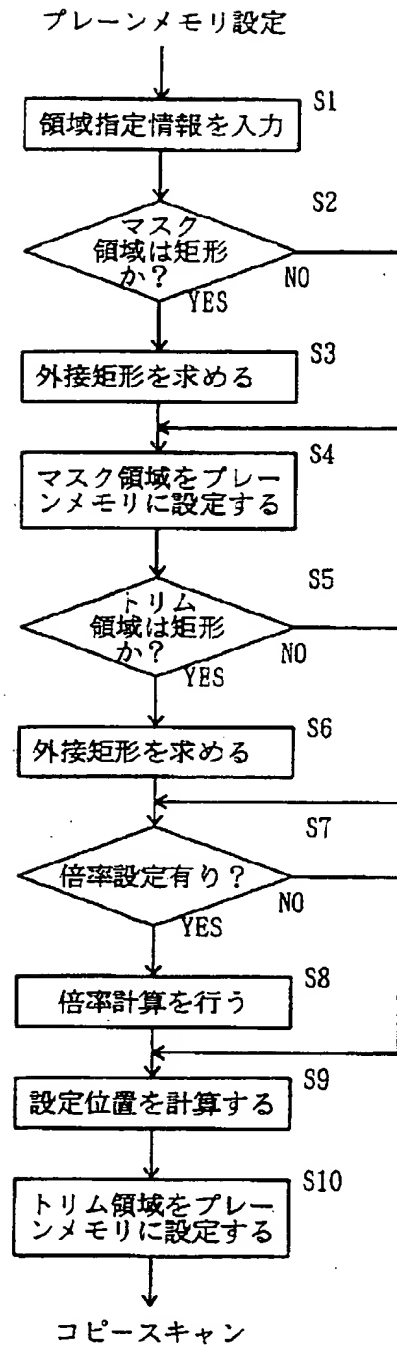 プレーンメモリ設定
S1
領域指定情報を入力
S2
マスク
領域は矩形
か?
NO
YES
S3
外接矩形を求める
S4
マスク領域をプレー
ンメモリに設定する
S5
トリム
領域は矩形
か?
NO
YES
S6
外接矩形を求める
S7
倍率設定有り?
NO
YES
S8
倍率計算を行う
S9
設定位置を計算する
S10
トリム領域をプレー
ンメモリに設定する
コピースキャン